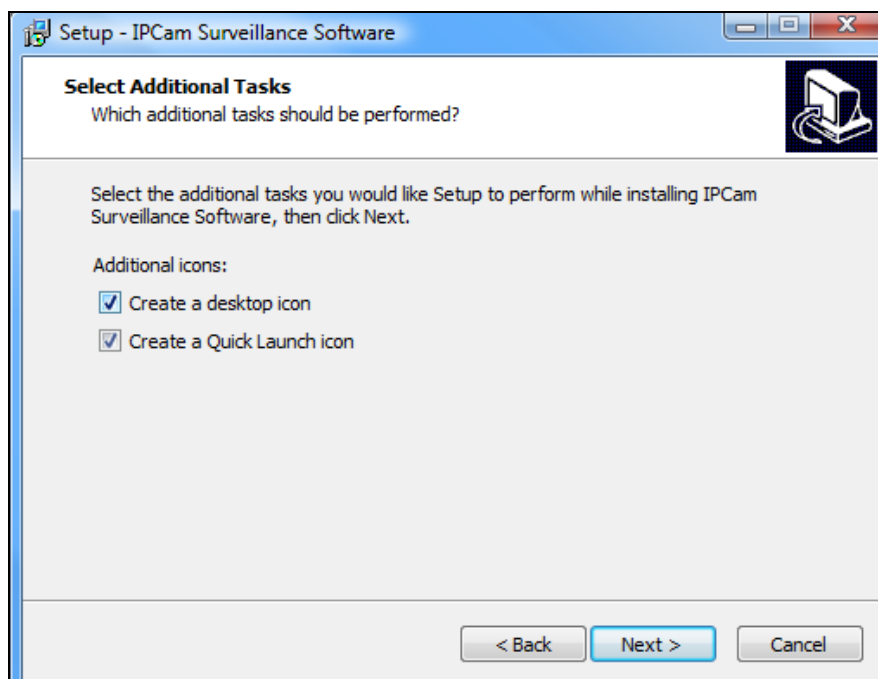 Setup - IPCam Surveillance Software
Select Additional Tasks
Which additional tasks should be performed?
Select the additional tasks you would like Setup to perform while installing IPCam
Surveillance Software, then click Next.
Additional icons:
Create a desktop icon
Create a Quick Launch icon
< Back Next > Cancel